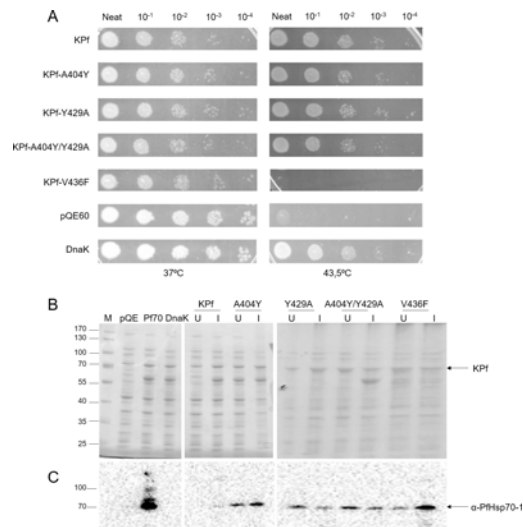 A
Neat 10⁻¹ 10⁻² 10⁻³ 10⁻⁴ Neat 10⁻¹ 10⁻² 10⁻³ 10⁻⁴
KPf
KPf-A404Y
KPf-Y429A
KPf-A404Y/Y429A
KPf-V436F
pQE60
DnaK
37ºC 43,5ºC
B
KPf A404Y Y429A A404Y/Y429A V436F
M pQE Pf70 DnaK U I U I U I U I U I
170
130
100
70
55
40
35
25
KPf
C
100
70
α-PfHsp70-1